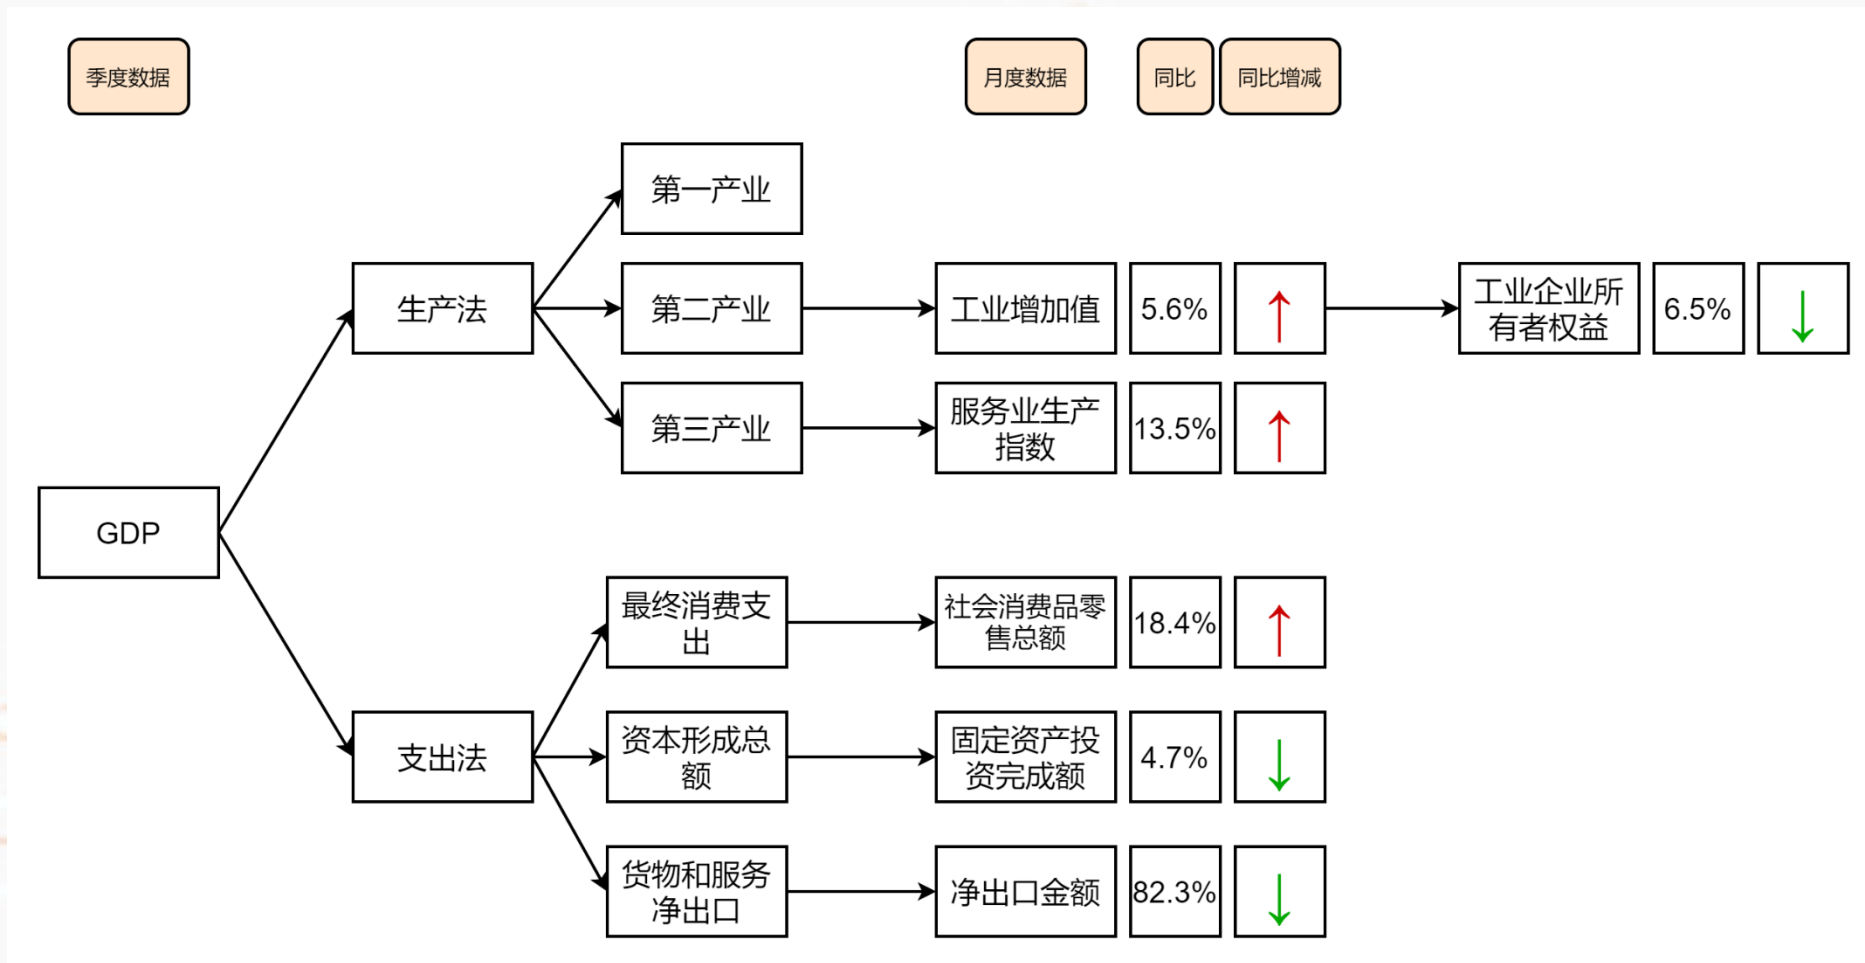 季度数据
月度数据
同比
同比增减
第一产业
生产法
第二产业
工业增加值
5.6%
↑
工业企业所
有者权益
6.5%
↓
第三产业
服务业生产
指数
13.5%
↑
GDP
最终消费支
出
社会消费品零
售总额
18.4%
↑
支出法
资本形成总
额
固定资产投
资完成额
4.7%
↓
货物和服务
净出口
净出口金额
82.3%
↓